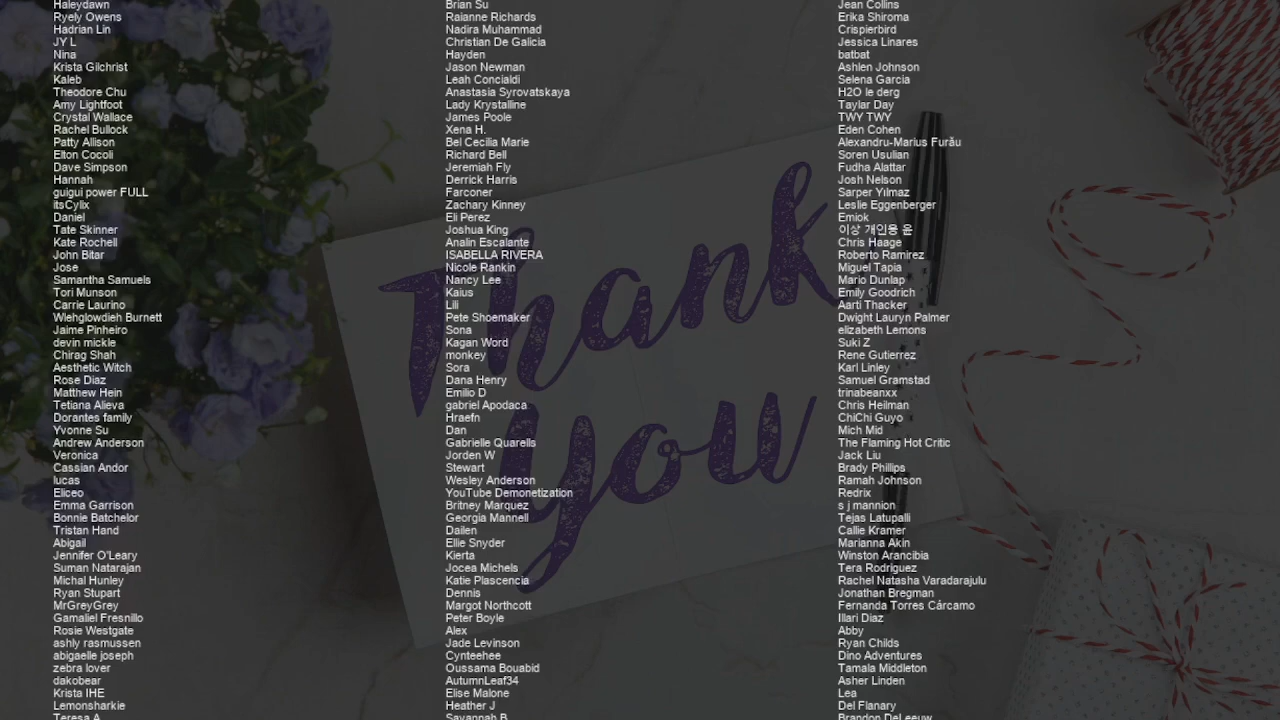 Haleydawn
Ryely Owens
Hadrian Lin
JY L
Nina
Krista Gilchrist
Kaleb
Theodore Chu
Amy Lightfoot
Crystal Wallace
Rachel Bullock
Patty Allison
Elton Cocoli
Dave Simpson
Hannah
guigui power FULL
itsCylix
Daniel
Tate Skinner
Kate Rochell
John Bitar
Jose
Samantha Samuels
Tori Munson
Carrie Laurino
Wiehglowdieh Burnett
Jaime Pinheiro
devin mickle
Chirag Shah
Aesthetic Witch
Rose Diaz
Matthew Hein
Tetiana Alieva
Dorantes family
Yvonne Su
Andrew Anderson
Veronica
Cassian Andor
lucas
Eliceo
Emma Garrison
Bonnie Batchelor
Tristan Hand
Abigail
Jennifer O'Leary
Suman Natarajan
Michal Hunley
Ryan Stupart
MrGreyGrey
Gamaliel Fresnillo
Rosie Westgate
ashly rasmussen
abigaelle joseph
zebra lover
dakobear
Krista IHE
Lemonsharkie
Teresa A
Brian Su
Raianne Richards
Nadira Muhammad
Christian De Galicia
Hayden
Jason Newman
Leah Concialdi
Anastasia Syrovatskaya
Lady Krystalline
James Poole
Xena H.
Bel Cecilia Marie
Richard Bell
Jeremiah Fly
Derrick Harris
Farconer
Zachary Kinney
Eli Perez
Joshua King
Analin Escalante
ISABELLA RIVERA
Nicole Rankin
Nancy Lee
Kaius
Lili
Pete Shoemaker
Sona
Kagan Word
monkey
Sora
Dana Henry
Emilio D
gabriel Apodaca
Hraefn
Dan
Gabrielle Quarells
Jorden W
Stewart
Wesley Anderson
YouTube Demonetization
Britney Marquez
Georgia Mannell
Dailen
Ellie Snyder
Kierta
Jocea Michels
Katie Plascencia
Dennis
Margot Northcott
Peter Boyle
Alex
Jade Levinson
Cynteehee
Oussama Bouabid
AutumnLeaf34
Elise Malone
Heather J
Savannah B
Jean Collins
Erika Shiroma
Crispierbird
Jessica Linares
batbat
Ashlen Johnson
Selena Garcia
H2O le derg
Taylar Day
TWY TWY
Eden Cohen
Alexandru-Marius Furău
Soren Usulian
Fudha Alattar
Josh Nelson
Sarper Yılmaz
Leslie Eggenberger
Emiok
이상 개인용 윤
Chris Haage
Roberto Ramirez
Miguel Tapia
Mario Dunlap
Emily Goodrich
Aarti Thacker
Dwight Lauryn Palmer
elizabeth Lemons
Suki Z
Rene Gutierrez
Karl Linley
Samuel Gramstad
trinabeanxx
Chris Heilman
ChiChi Guyo
Mich Mid
The Flaming Hot Critic
Jack Liu
Brady Phillips
Ramah Johnson
Redrix
s j mannion
Tejas Latupalli
Callie Kramer
Marianna Akin
Winston Arancibia
Tera Rodriguez
Rachel Natasha Varadarajulu
Jonathan Bregman
Fernanda Torres Cárcamo
Illari Diaz
Abby
Ryan Childs
Dino Adventures
Tamala Middleton
Asher Linden
Lea
Del Flanary
Brandon DeLeeuw
Thank
you